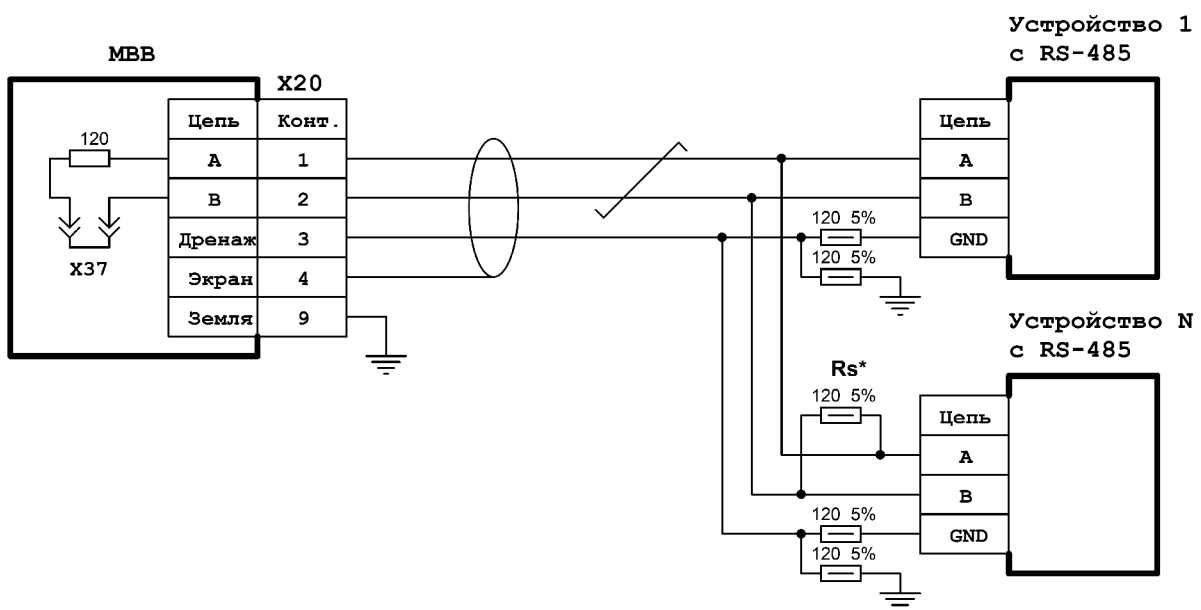 Устройство 1
с RS-485
МВВ
X20
Цепь Конт.
120
А 1
В 2
Дренаж 3
Экран 4
Земля 9
X37
Цепь
А
В
GND
120 5%
120 5%
Устройство N
с RS-485
Rs*
120 5%
Цепь
А
В
GND
120 5%
120 5%